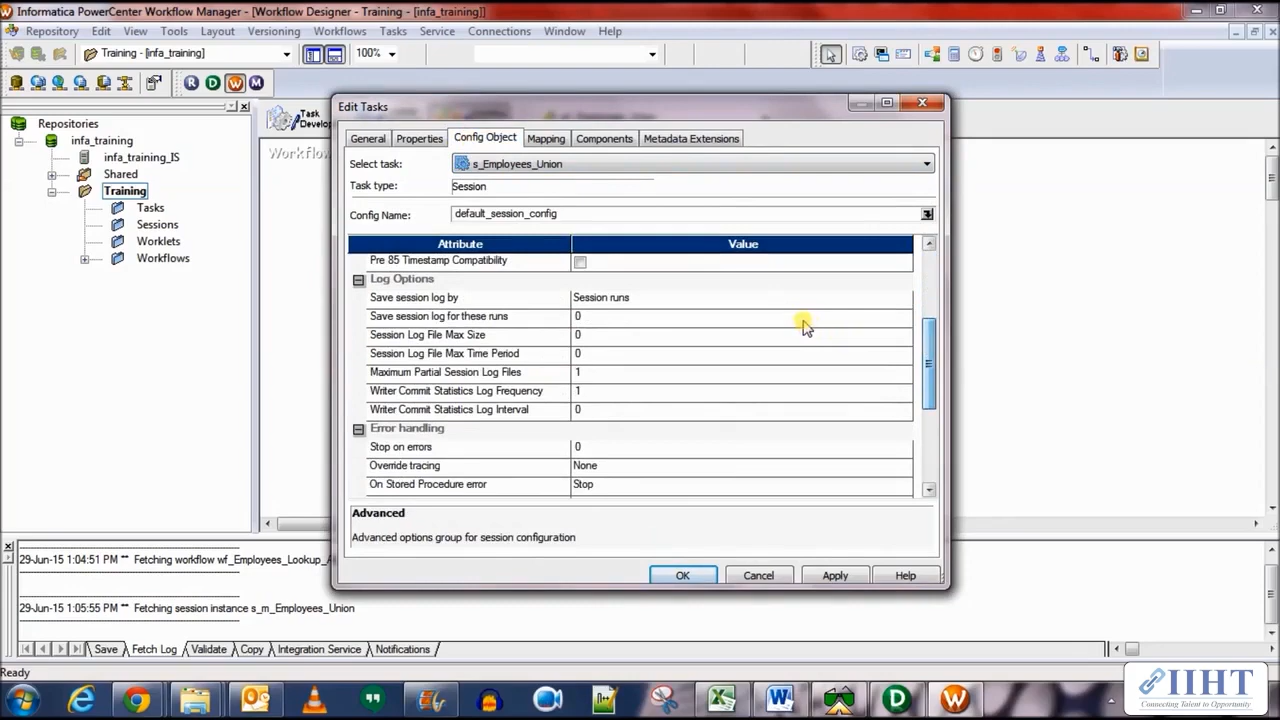 Informatica PowerCenter Workflow Manager - [Workflow Designer - Training - [infa_training]]
Repository Edit View Tools Layout Versioning Workflows Tasks Service Connections Window Help
Training - [infa_training] 100%
R D W M
Repositories
infa_training
infa_training_IS
Shared
Training
Tasks
Sessions
Worklets
Workflows
Task
Edit Tasks
General Properties Config Object Mapping Components Metadata Extensions
Select task: s_Employees_Union
Task type: Session
Config Name: default_session_config
Attribute Value
Pre 85 Timestamp Compatibility
Log Options
Save session log by Session runs
Save session log for these runs 0
Session Log File Max Size 0
Session Log File Max Time Period 0
Maximum Partial Session Log Files 1
Writer Commit Statistics Log Frequency 1
Writer Commit Statistics Log Interval 0
Error handling
Stop on errors 0
Override tracing None
On Stored Procedure error Stop
Advanced
Advanced options group for session configuration
OK Cancel Apply Help
29-Jun-15 1:04:51 PM ** Fetching workflow wf_Employees_Lookup_
29-Jun-15 1:05:55 PM ** Fetching session instance s_m_Employees_Union
Save Fetch Log Validate Copy Integration Service Notifications
Ready
IIHT
Connecting Talent to Opportunity